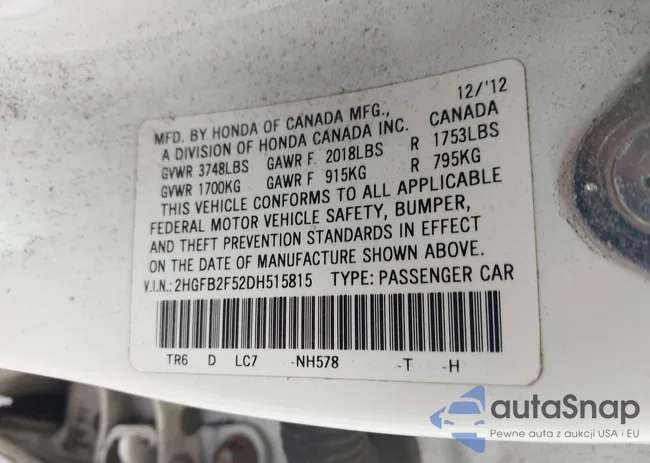 12/'12
MFD. BY HONDA OF CANADA MFG., CANADA
A DIVISION OF HONDA CANADA INC.
GVWR 3748LBS GAWR F 2018LBS R 1753LBS
GVWR 1700KG GAWR F 915KG R 795KG
THIS VEHICLE CONFORMS TO ALL APPLICABLE
FEDERAL MOTOR VEHICLE SAFETY, BUMPER,
AND THEFT PREVENTION STANDARDS IN EFFECT
ON THE DATE OF MANUFACTURE SHOWN ABOVE.
V.I.N.: 2HGFB2F52DH515815 TYPE: PASSENGER CAR
TR6 D LC7 -NH578 -T -H
autaSnap
Pewne auta z aukcji USA i EU